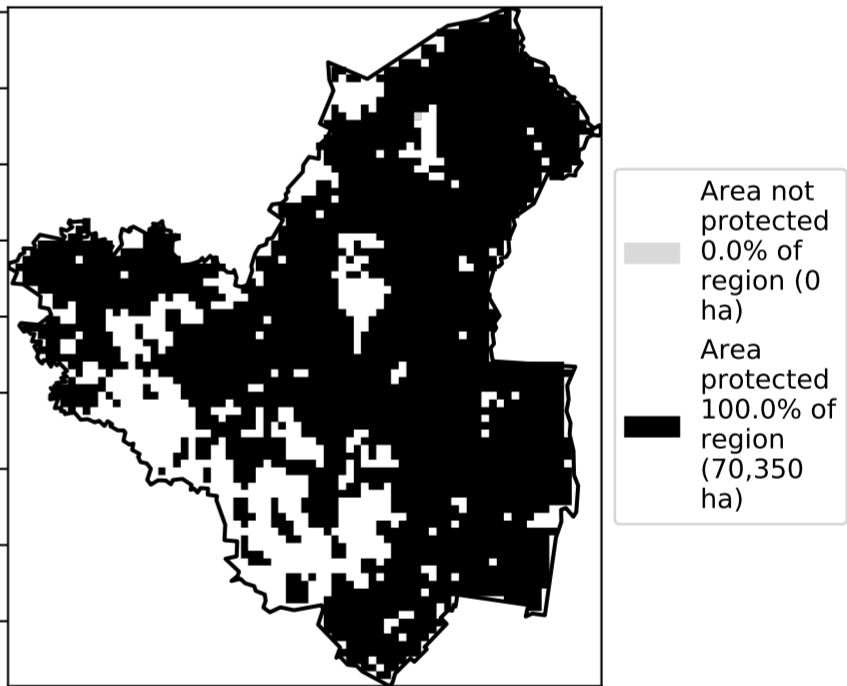 Area not
protected
0.0% of
region (0
ha)
Area
protected
100.0% of
region
(70,350
ha)